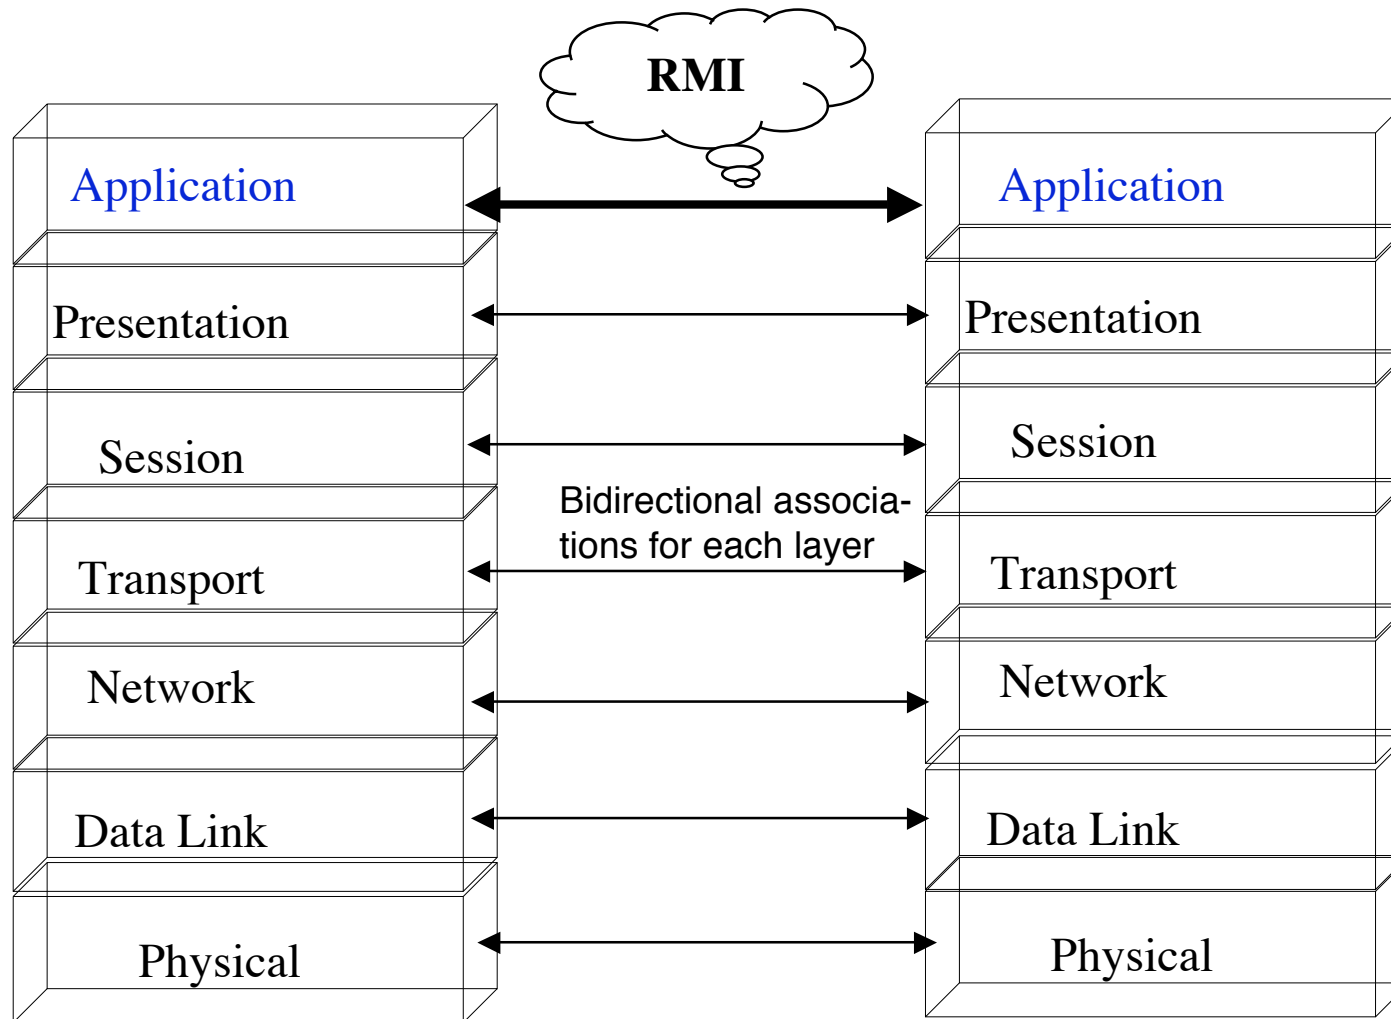 RMI
Application
Application
Presentation
Presentation
Session
Session
Bidirectional associa-
tions for each layer
Transport
Transport
Network
Network
Data Link
Data Link
Physical
Physical